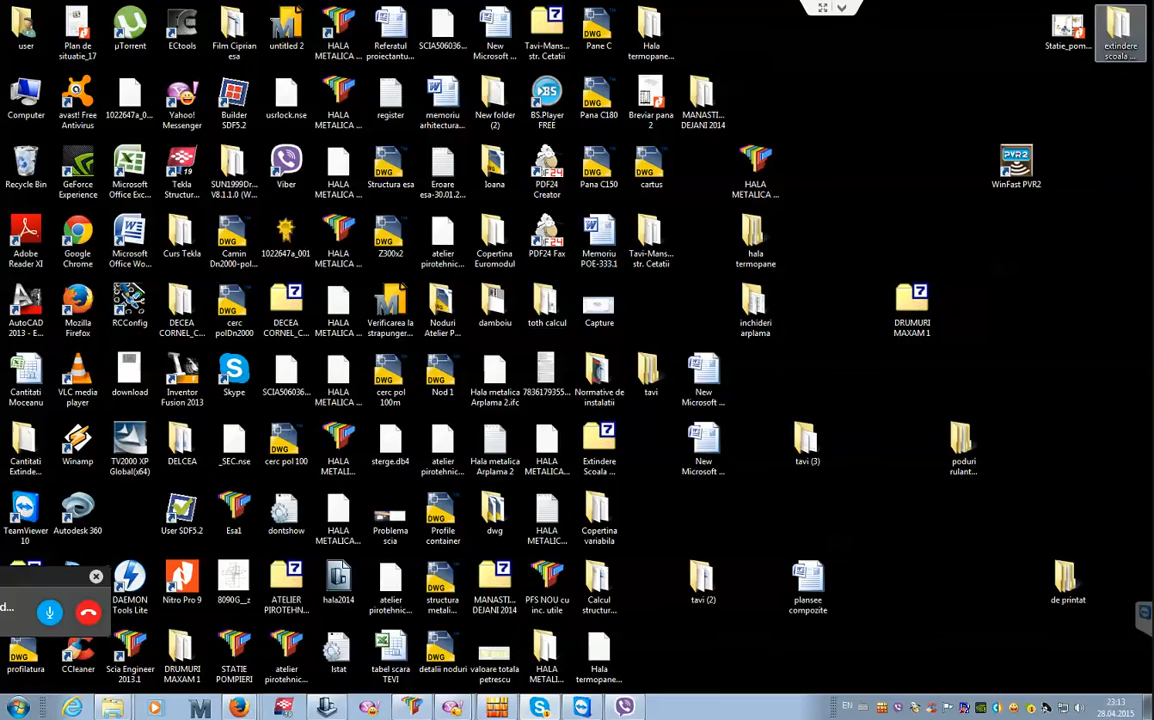 user
Plan de
situatie_17
µTorrent
ECtools
Film Ciprian
esa
untitled 2
HALA
METALICA ...
Referatul
proiectantu...
SCIA506036...
New
Microsoft ...
Tavi-Mans...
str. Cetatii
Pane C
Hala
termopane...
Statie_pom...
extindere
scoala ...
Computer
avast! Free
Antivirus
1022647a_0...
Yahoo!
Messenger
Builder
SDF5.2
usrlock.nse
HALA
METALICA ...
register
memoriu
arhitectura...
New folder
(2)
BS.Player
FREE
Pana C180
Breviar pana
2
MANASTI...
DEJANI 2014
Recycle Bin
GeForce
Experience
Microsoft
Office Exc...
Tekla
Structur...
SUN1999Dr...
V8.1.1.0 (W...
Viber
HALA
METALICA ...
Structura esa
Eroare
esa-30.01.2...
Ioana
PDF24
Creator
Pana C150
cartus
HALA
METALICA ...
WinFast PVR2
Adobe
Reader XI
Google
Chrome
Microsoft
Office Wo...
Curs Tekla
Camin
Dn2000-pol...
1022647a_001
HALA
METALICA ...
Z300x2
atelier
pirotehnic...
Copertina
Euromodul
PDF24 Fax
Memoriu
POE-333.1
Tavi-Mans...
str. Cetatii
hala
termopane
AutoCAD
2013 - E...
Mozilla
Firefox
RCConfig
DECEA
CORNEL_C...
cerc
polDn2000
DECEA
CORNEL_C...
HALA
METALICA ...
Verificarea la
strapunger...
Noduri
Atelier P...
damboiu
toth calcul
Capture
inchideri
arplama
DRUMURI
MAXAM 1
Cantitati
Moceanu
VLC media
player
download
Inventor
Fusion 2013
Skype
SCIA506036...
HALA
METALICA ...
cerc pol
100m
Nod 1
Hala metalica
Arplama 2.ifc
7836179355...
Normative de
instalatii
tavi
New
Microsoft ...
Cantitati
Extinde...
Winamp
TV2000 XP
Global(x64)
DELCEA
_SEC.nse
cerc pol 100
HALA
METALI...
sterge.db4
atelier
pirotehnic...
Hala metalica
Arplama 2
HALA
METALICA...
Extindere
Scoala ...
New
Microsoft ...
tavi (3)
poduri
rulant...
TeamViewer
10
Autodesk 360
User SDF5.2
Esa1
dontshow
HALA
METALICA...
Problema
scia
Profile
container
dwg
HALA
METALIC...
Copertina
variabila
d...
DAEMON
Tools Lite
Nitro Pro 9
8090G__z
ATELIER
PIROTEHN...
hala2014
atelier
pirotehnic...
structura
metali...
MANASTI...
DEJANI 2014
PFS NOU cu
inc. utile
Calcul
structur...
tavi (2)
plansee
compozite
de printat
profilatura
CCleaner
Scia Engineer
2013.1
DRUMURI
MAXAM 1
STATIE
POMPIERI
atelier
pirotehnic...
Istat
tabel scara
TEVI
detalii noduri
valoare totala
petrescu
HALA
METALI...
Hala
termopane...
EN
23:13
28.04.2015